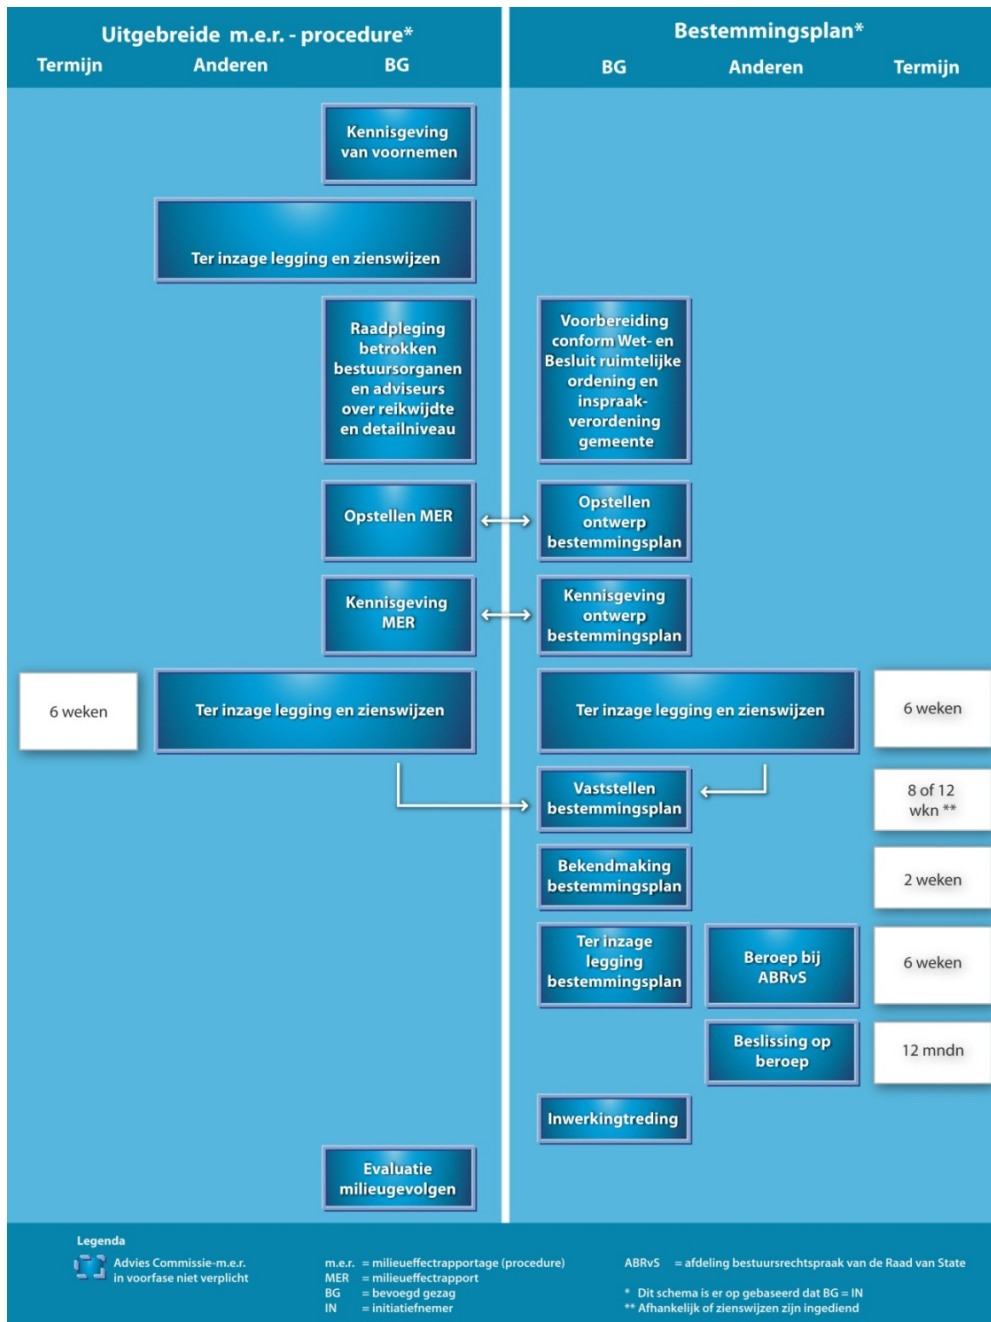 Uitgebreide m.e.r. - procedure*
Termijn Anderen BG
Bestemmingsplan*
BG Anderen Termijn
Kennisgeving
van voornemen
Ter inzage legging en zienswijzen
Raadpleging
betrokken
bestuursorganen
en adviseurs
over reikwijdte
en detailniveau
Voorbereiding
conform Wet- en
Besluit ruimtelijke
ordening en
inspraak-
verordening
gemeente
Opstellen MER
Opstellen
ontwerp
bestemmingsplan
Kennisgeving
MER
Kennisgeving
ontwerp
bestemmingsplan
6 weken
Ter inzage legging en zienswijzen
Ter inzage legging en zienswijzen
6 weken
Vaststellen
bestemmingsplan
8 of 12
wkn **
Bekendmaking
bestemmingsplan
2 weken
Ter inzage
legging
bestemmingsplan
Beroep bij
ABRvS
6 weken
Beslissing op
beroep
12 mndn
Inwerkingtreding
Evaluatie
milieugevolgen
Legenda
Advies Commissie-m.e.r.
in voorfase niet verplicht
m.e.r. = milieueffectrapportage (procedure)
MER = milieueffectrapport
BG = bevoegd gezag
IN = initiatiefnemer
ABRvS = afdeling bestuursrechtspraak van de Raad van State
* Dit schema is er op gebaseerd dat BG = IN
** Afhankelijk of zienswijzen zijn ingediend